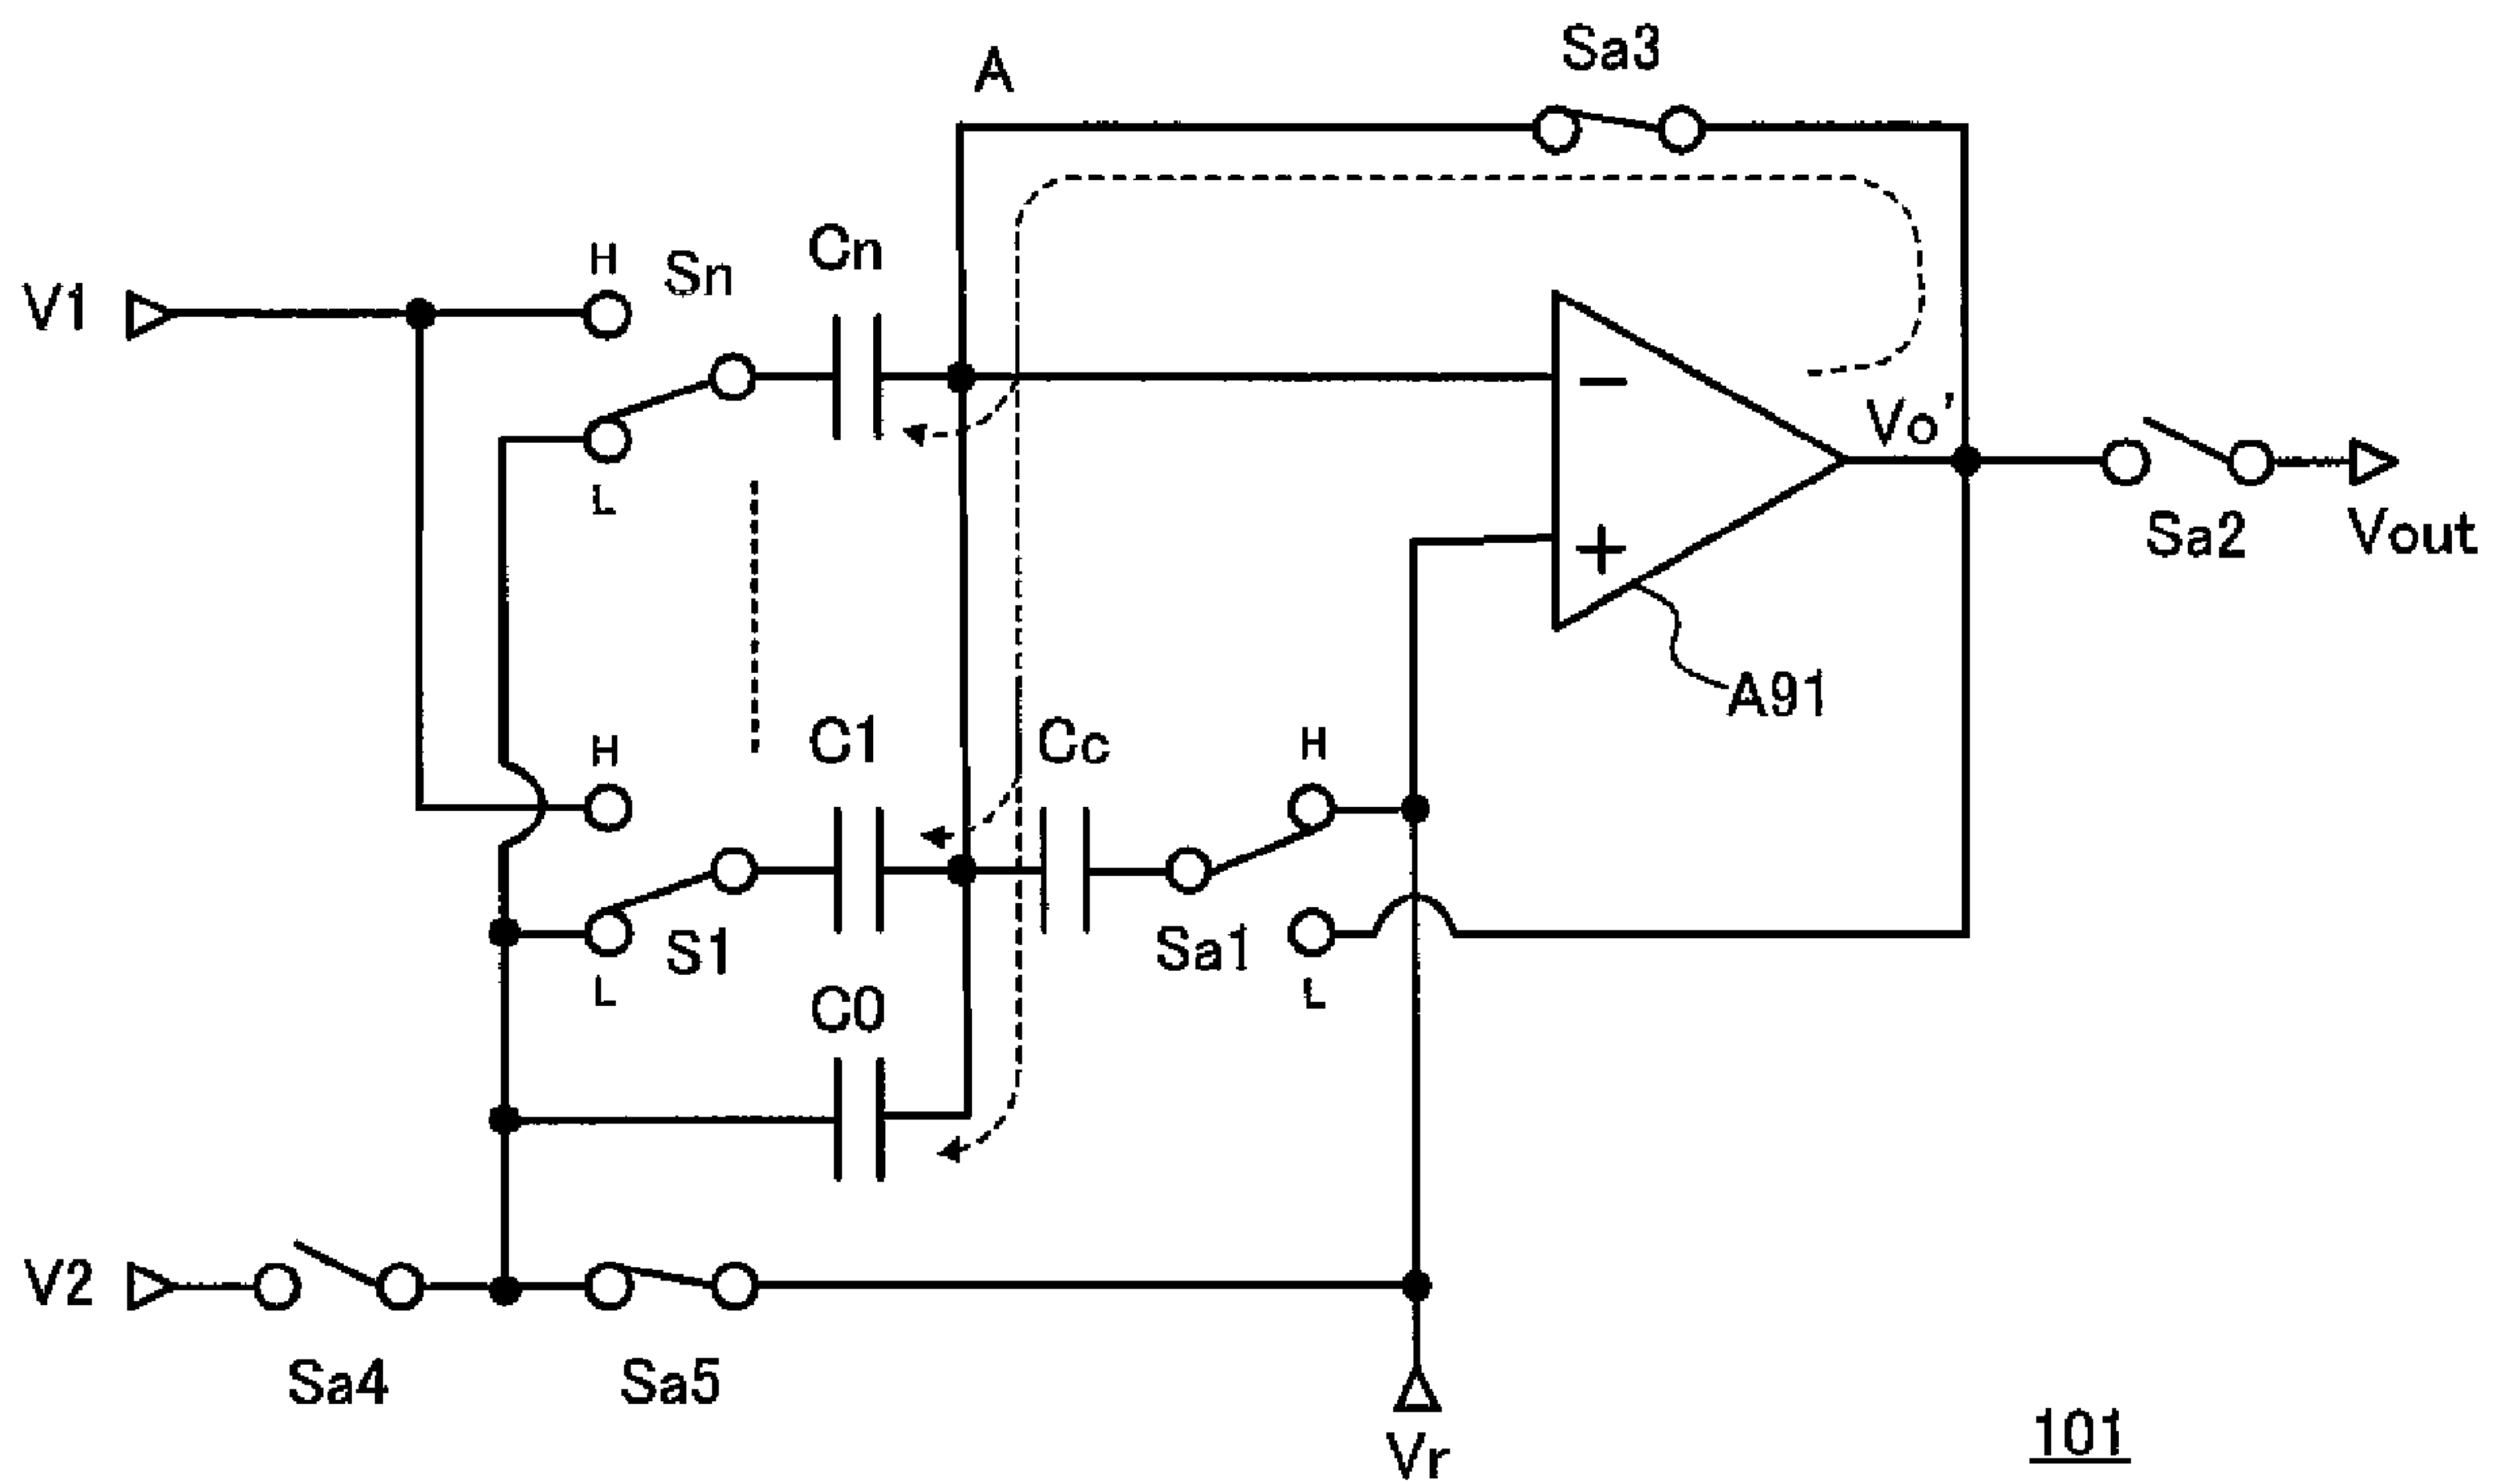 A
Sa3
V1
H
Sn
Cn
L
−
+
Vo'
Sa2
Vout
A91
H
C1
Cc
H
S1
L
Sa1
L
C0
V2
Sa4
Sa5
Vr
101